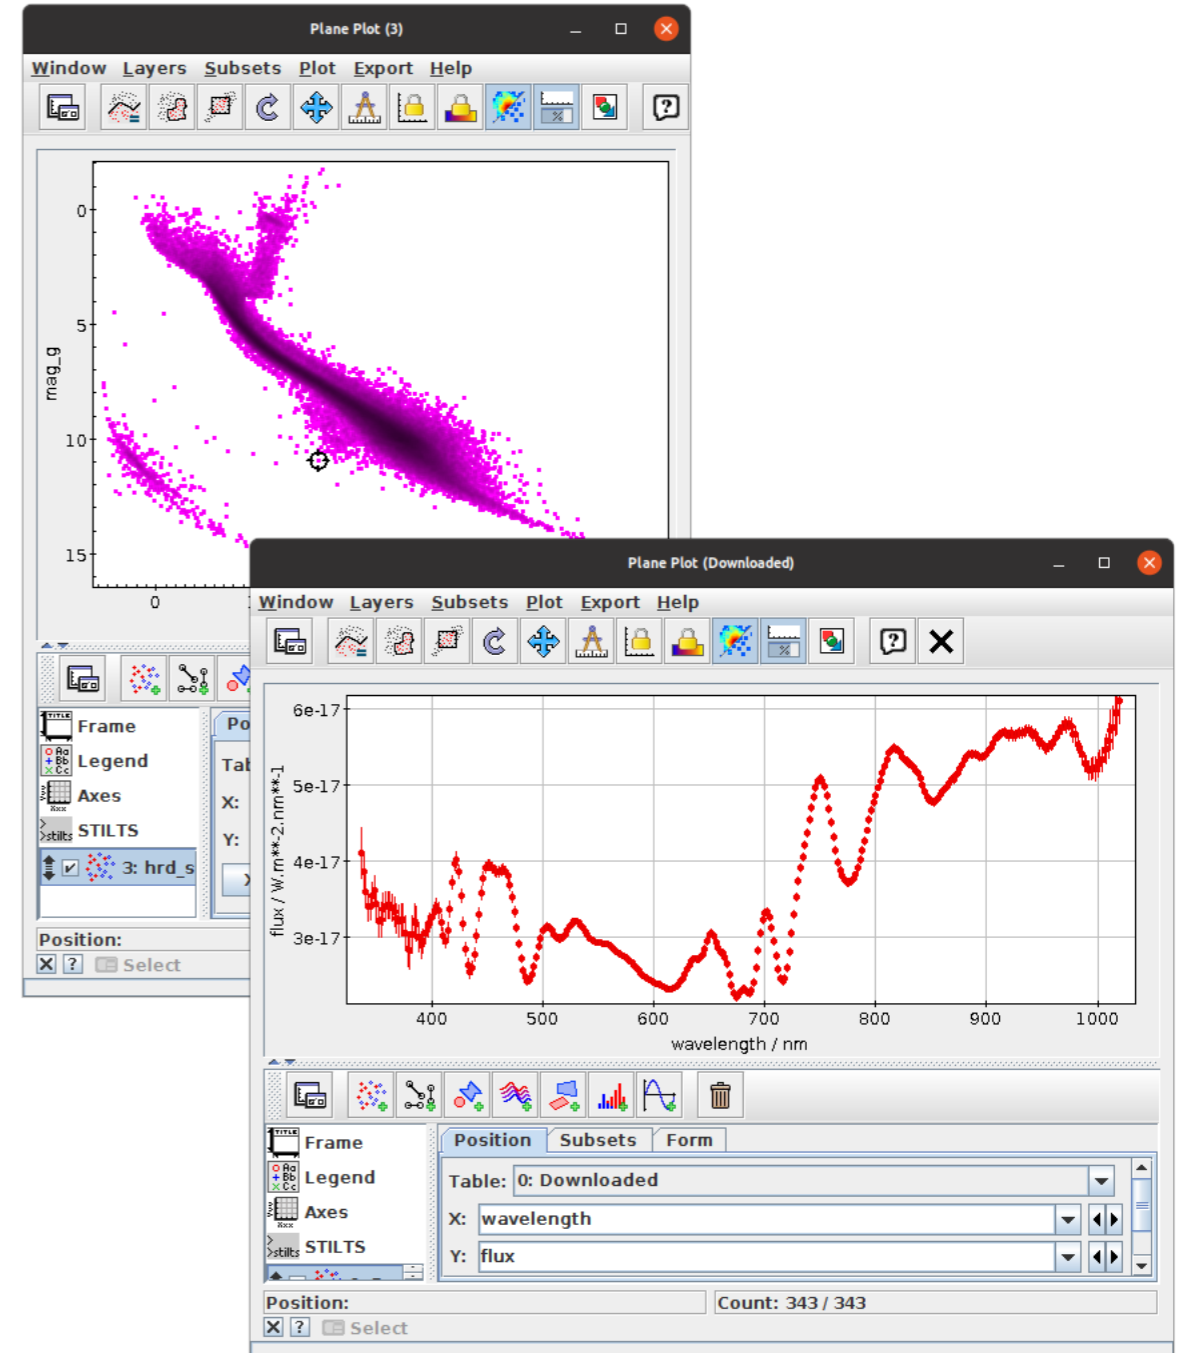 Plane Plot (3)
Window Layers Subsets Plot Export Help
0
5
10
15
mag_g
0
Frame
Legend
Axes
STILTS
3: hrd_s
Po
X:
Y:
Position:
Select
Plane Plot (Downloaded)
Window Layers Subsets Plot Export Help
6e-17
5e-17
4e-17
3e-17
flux / W.m**-2.nm**-1
400 500 600 700 800 900 1000
wavelength / nm
Frame
Legend
Axes
STILTS
Position Subsets Form
Table: 0: Downloaded
X: wavelength
Y: flux
Position:
Count: 343 / 343
Select